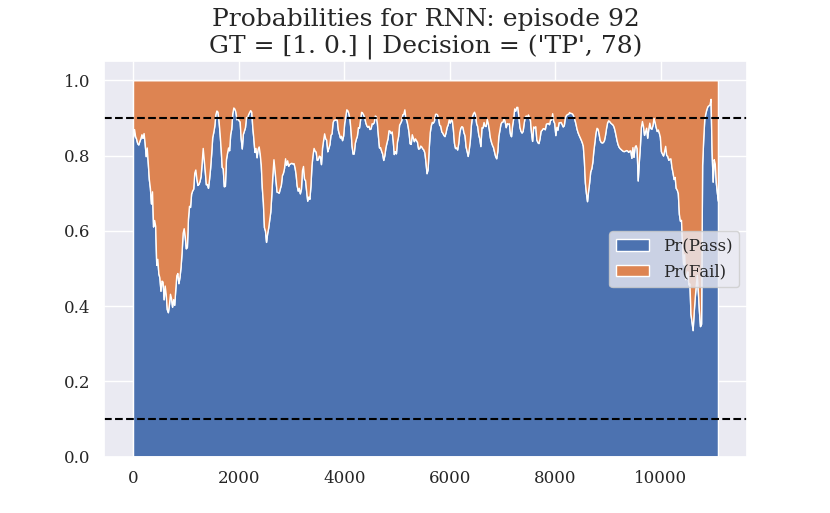 Probabilities for RNN: episode 92
GT = [1. 0.] | Decision = ('TP', 78)
1.0
0.8
0.6
0.4
0.2
0.0
Pr(Pass)
Pr(Fail)
0 2000 4000 6000 8000 10000